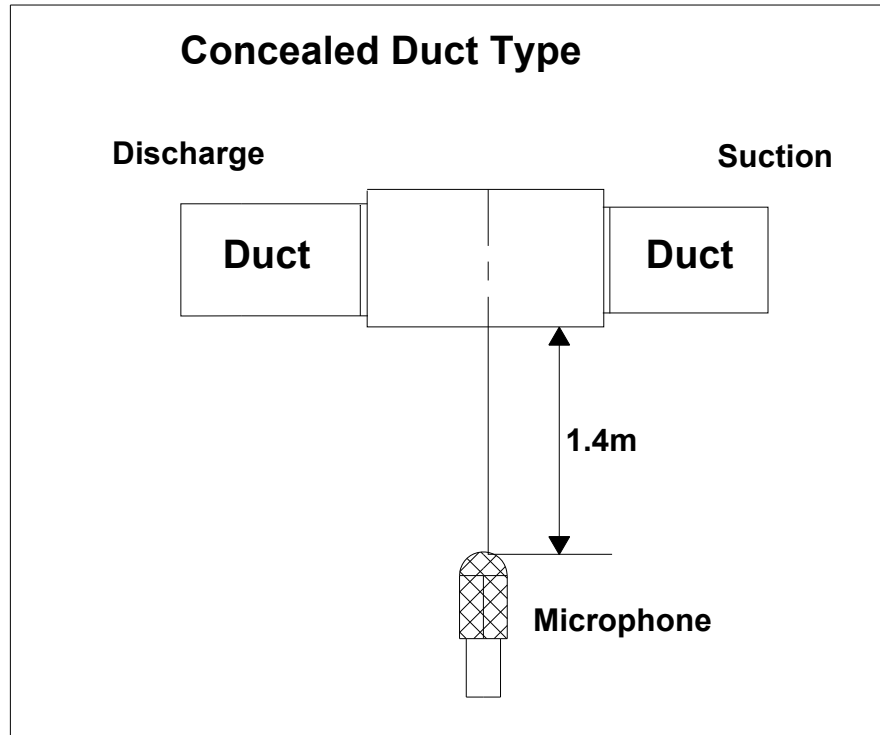 Concealed Duct Type
Discharge
Suction
Duct
Duct
1.4m
Microphone